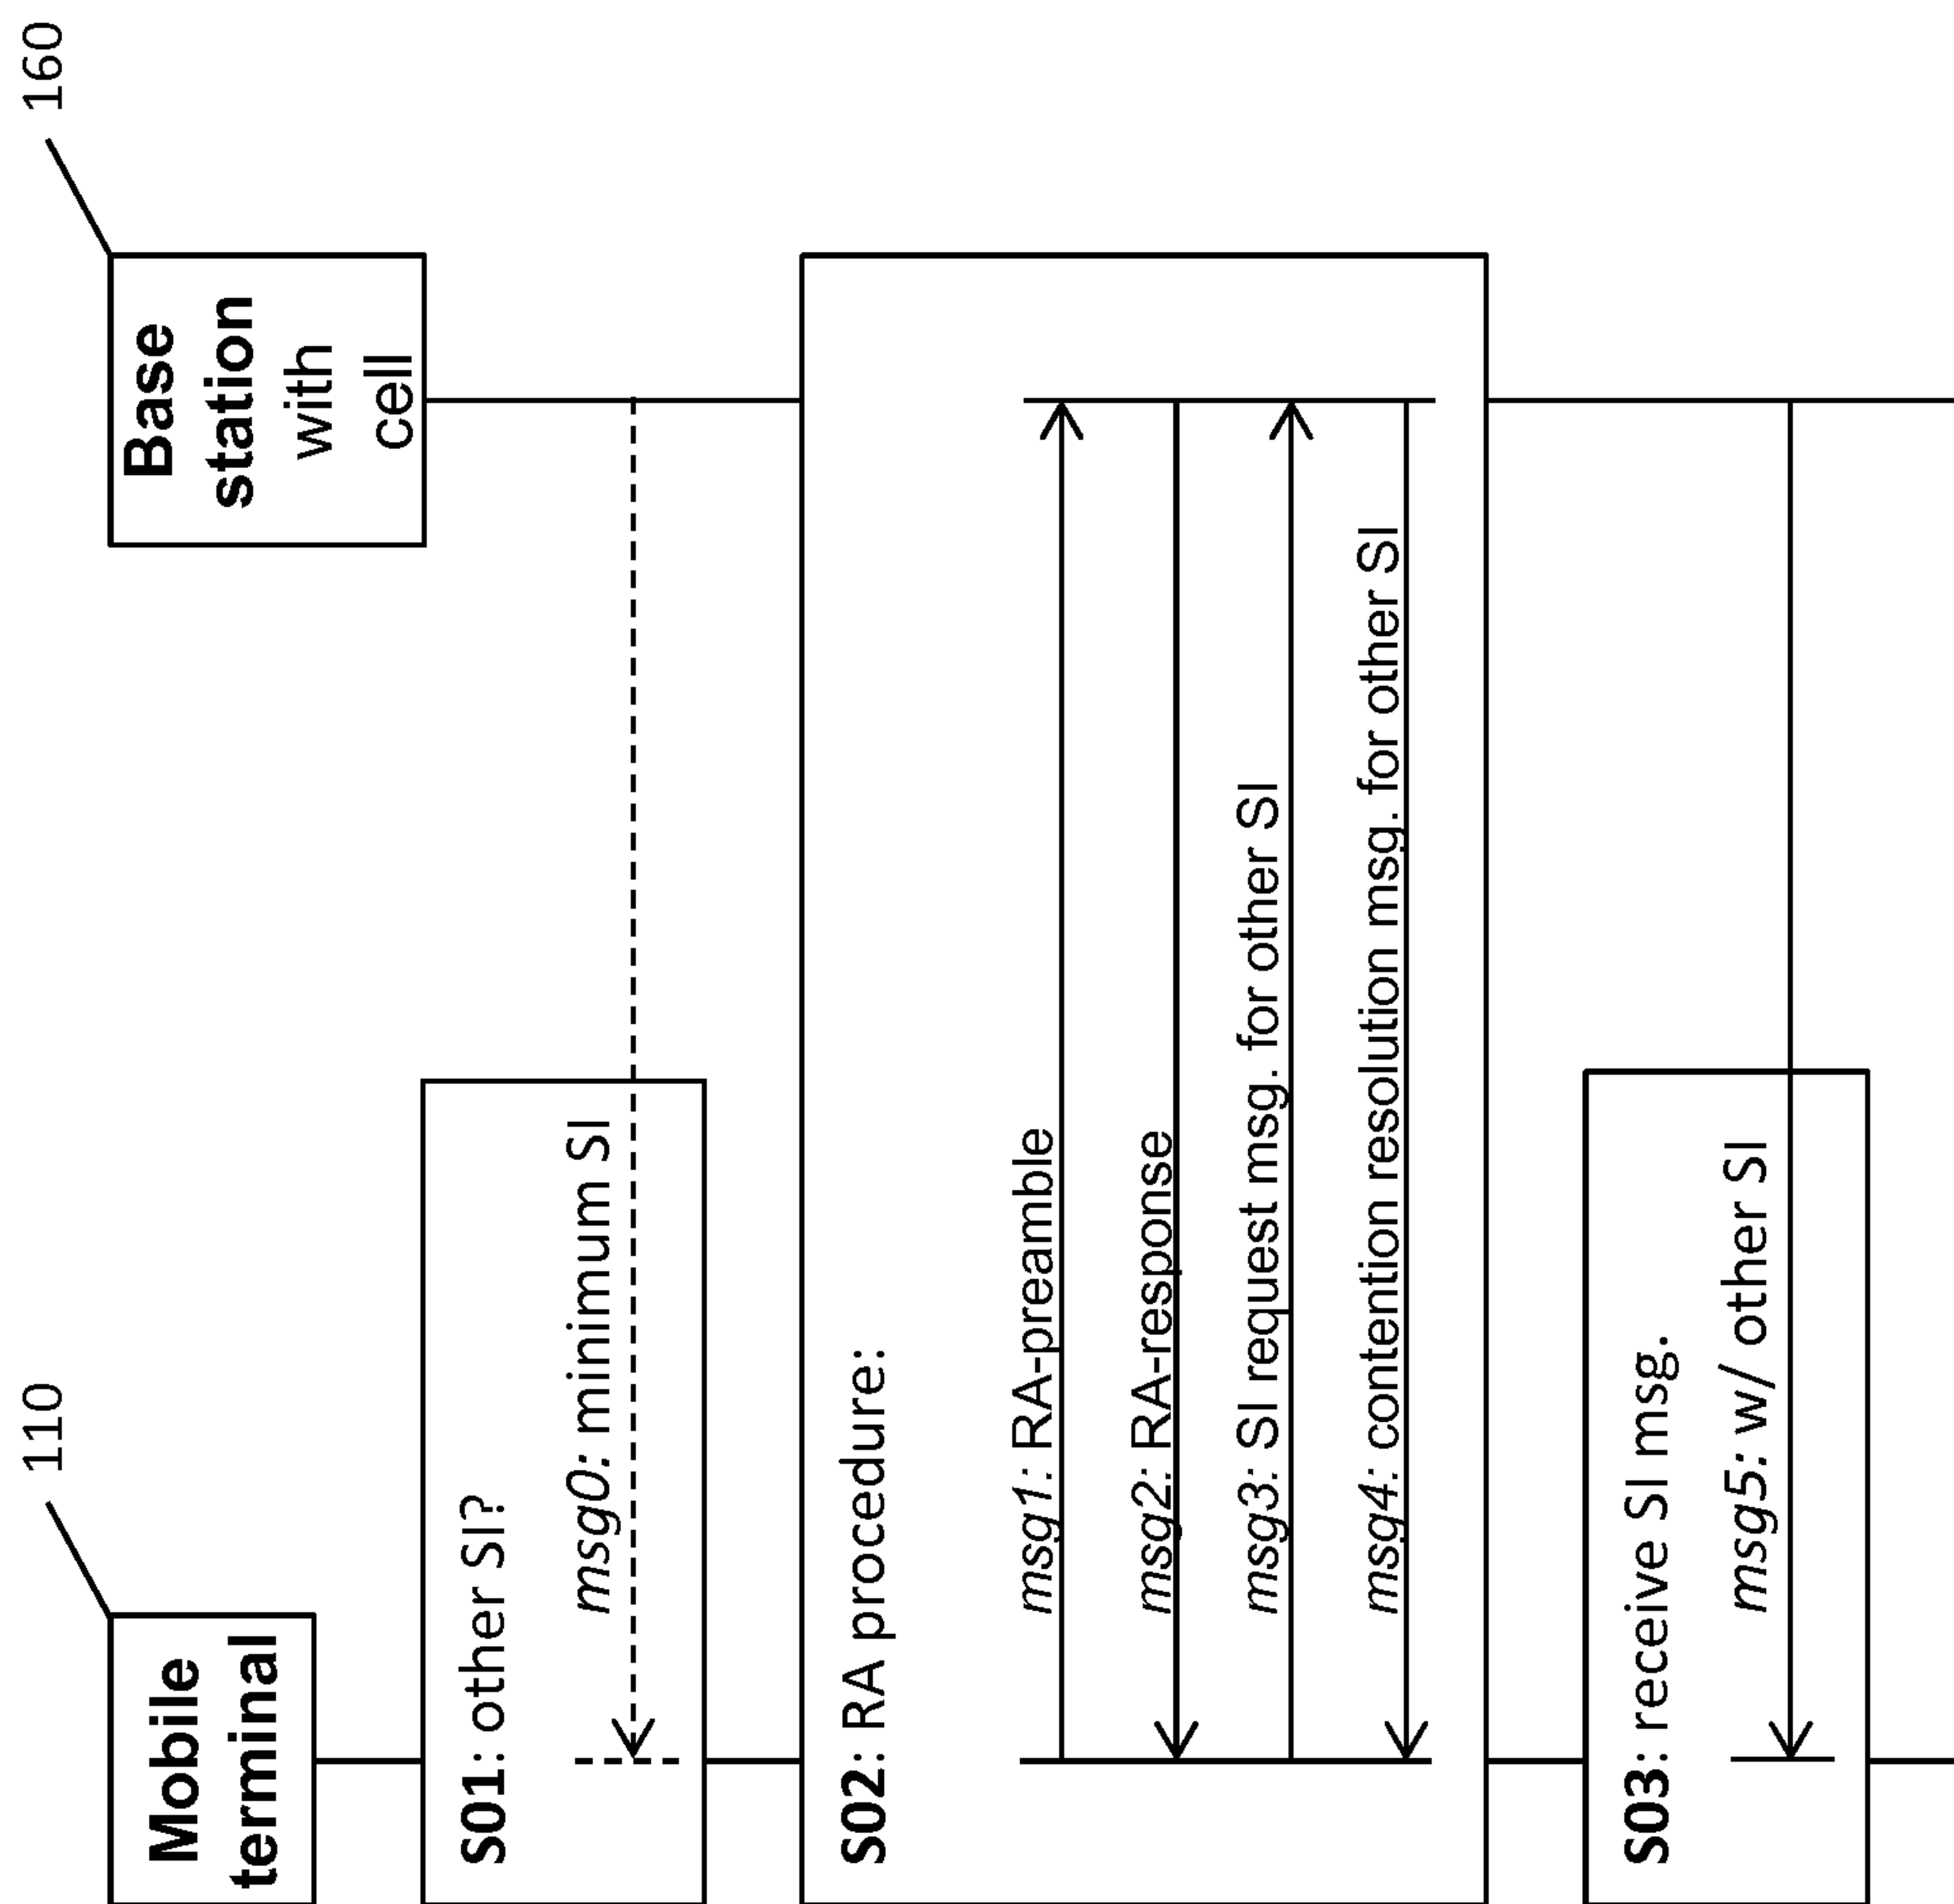 110
160
Mobile
terminal
Base
station
with
cell
S01: other SI?
msg0: minimum SI
S02: RA procedure:
msg1: RA-preamble
msg2: RA-response
msg3: SI request msg. for other SI
msg4: contention resolution msg. for other SI
S03: receive SI msg.
msg5: w/ other SI